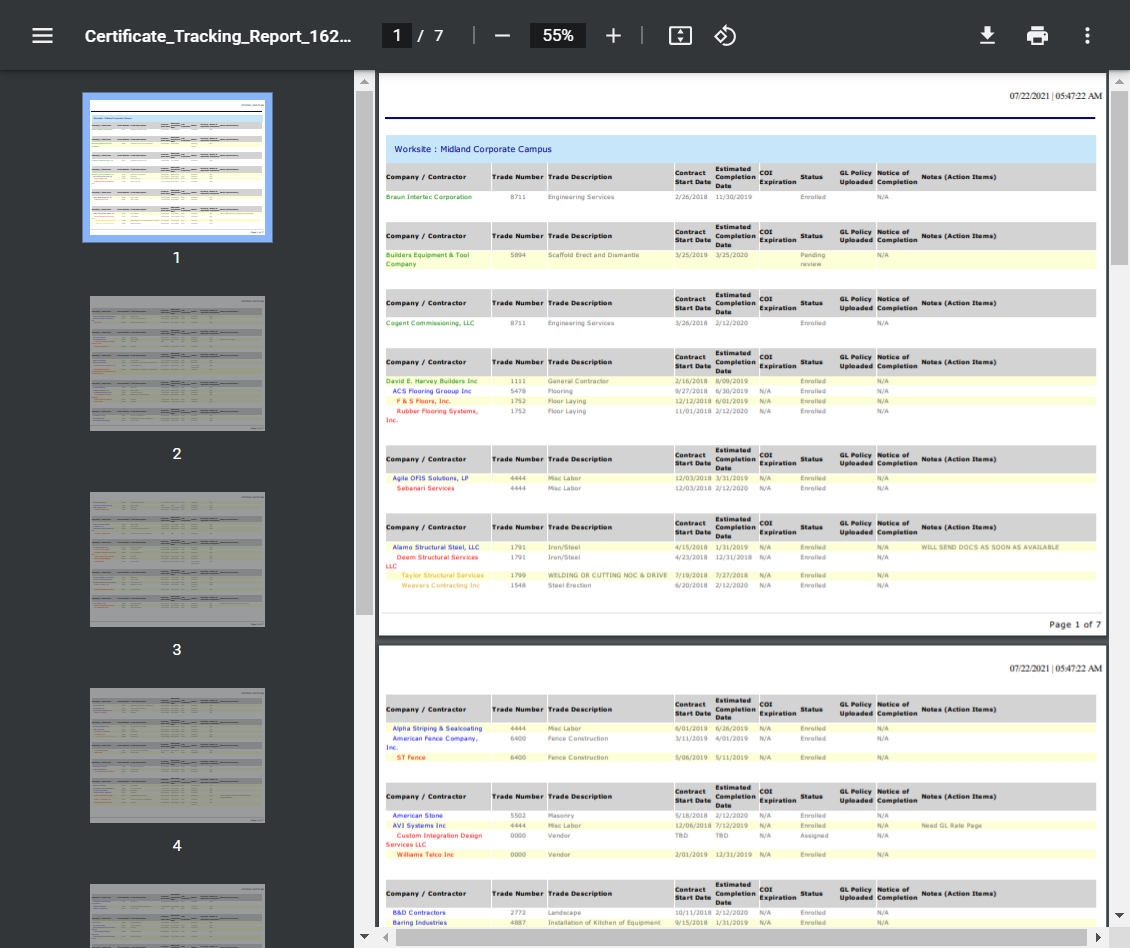 Certificate_Tracking_Report_162... 1 / 7 55%
1
2
3
4
07/22/2021 | 05:47:22 AM
Worksite : Midland Corporate Campus
Company / Contractor Trade Number Trade Description Contract Start Date Estimated Completion Date COI Expiration Status GL Policy Uploaded Notice of Completion Notes (Action Items)
Braun Intertec Corporation 8711 Engineering Services 2/26/2018 11/30/2019 Enrolled N/A
Company / Contractor Trade Number Trade Description Contract Start Date Estimated Completion Date COI Expiration Status GL Policy Uploaded Notice of Completion Notes (Action Items)
Builders Equipment & Tool Company 5894 Scaffold Erect and Dismantle 3/25/2019 3/25/2020 Pending review N/A
Company / Contractor Trade Number Trade Description Contract Start Date Estimated Completion Date COI Expiration Status GL Policy Uploaded Notice of Completion Notes (Action Items)
Cogent Commissioning, LLC 8711 Engineering Services 3/26/2018 2/12/2020 Enrolled N/A
Company / Contractor Trade Number Trade Description Contract Start Date Estimated Completion Date COI Expiration Status GL Policy Uploaded Notice of Completion Notes (Action Items)
David E. Harvey Builders Inc 1111 General Contractor 2/16/2018 8/09/2019 Enrolled N/A
ACS Flooring Grooup Inc 5478 Flooring 9/27/2018 6/30/2019 N/A Enrolled N/A
F & S Floors, Inc. 1752 Floor Laying 12/12/2018 6/01/2019 N/A Enrolled N/A
Rubber Flooring Systems, Inc. 1752 Floor Laying 11/01/2018 2/12/2020 N/A Enrolled N/A
Company / Contractor Trade Number Trade Description Contract Start Date Estimated Completion Date COI Expiration Status GL Policy Uploaded Notice of Completion Notes (Action Items)
Agile OFIS Solutions, LP 4444 Misc Labor 12/03/2018 3/31/2019 N/A Enrolled N/A
Sebanari Services 4444 Misc Labor 12/03/2018 2/12/2020 N/A Enrolled N/A
Company / Contractor Trade Number Trade Description Contract Start Date Estimated Completion Date COI Expiration Status GL Policy Uploaded Notice of Completion Notes (Action Items)
Alamo Structural Steel, LLC 1791 Iron/Steel 4/15/2018 1/31/2019 N/A Enrolled N/A WILL SEND DOCS AS SOON AS AVAILABLE
Deem Structural Services LLC 1791 Iron/Steel 4/23/2018 12/31/2018 N/A Enrolled N/A
Taylor Structural Services 1799 WELDING OR CUTTING NOC & DRIVE 7/19/2018 7/27/2018 N/A Enrolled N/A
Weavers Contracting Inc 1548 Steel Erection 6/20/2018 2/12/2020 N/A Enrolled N/A
Page 1 of 7
07/22/2021 | 05:47:22 AM
Company / Contractor Trade Number Trade Description Contract Start Date Estimated Completion Date COI Expiration Status GL Policy Uploaded Notice of Completion Notes (Action Items)
Alpha Striping & Sealcoating 4444 Misc Labor 6/01/2019 6/26/2019 N/A Enrolled N/A
American Fence Company, Inc. 6400 Fence Construction 3/11/2019 4/01/2019 N/A Enrolled N/A
ST Fence 6400 Fence Construction 5/06/2019 5/11/2019 N/A Enrolled N/A
Company / Contractor Trade Number Trade Description Contract Start Date Estimated Completion Date COI Expiration Status GL Policy Uploaded Notice of Completion Notes (Action Items)
American Stone 5502 Masonry 5/18/2018 2/12/2020 N/A Enrolled N/A
AVI Systems Inc 4444 Misc Labor 12/06/2018 7/12/2019 N/A Enrolled N/A Need GL Rate Page
Custom Integration Design Services LLC 0000 Vendor TBD TBD N/A Assigned N/A
Williams Telco Inc 0000 Vendor 2/01/2019 12/31/2019 N/A Enrolled N/A
Company / Contractor Trade Number Trade Description Contract Start Date Estimated Completion Date COI Expiration Status GL Policy Uploaded Notice of Completion Notes (Action Items)
B&D Contractors 2772 Landscape 10/11/2018 2/12/2020 N/A Enrolled N/A
Baring Industries 4887 Installation of Kitchen of Equipment 9/15/2018 1/31/2019 N/A Enrolled N/A